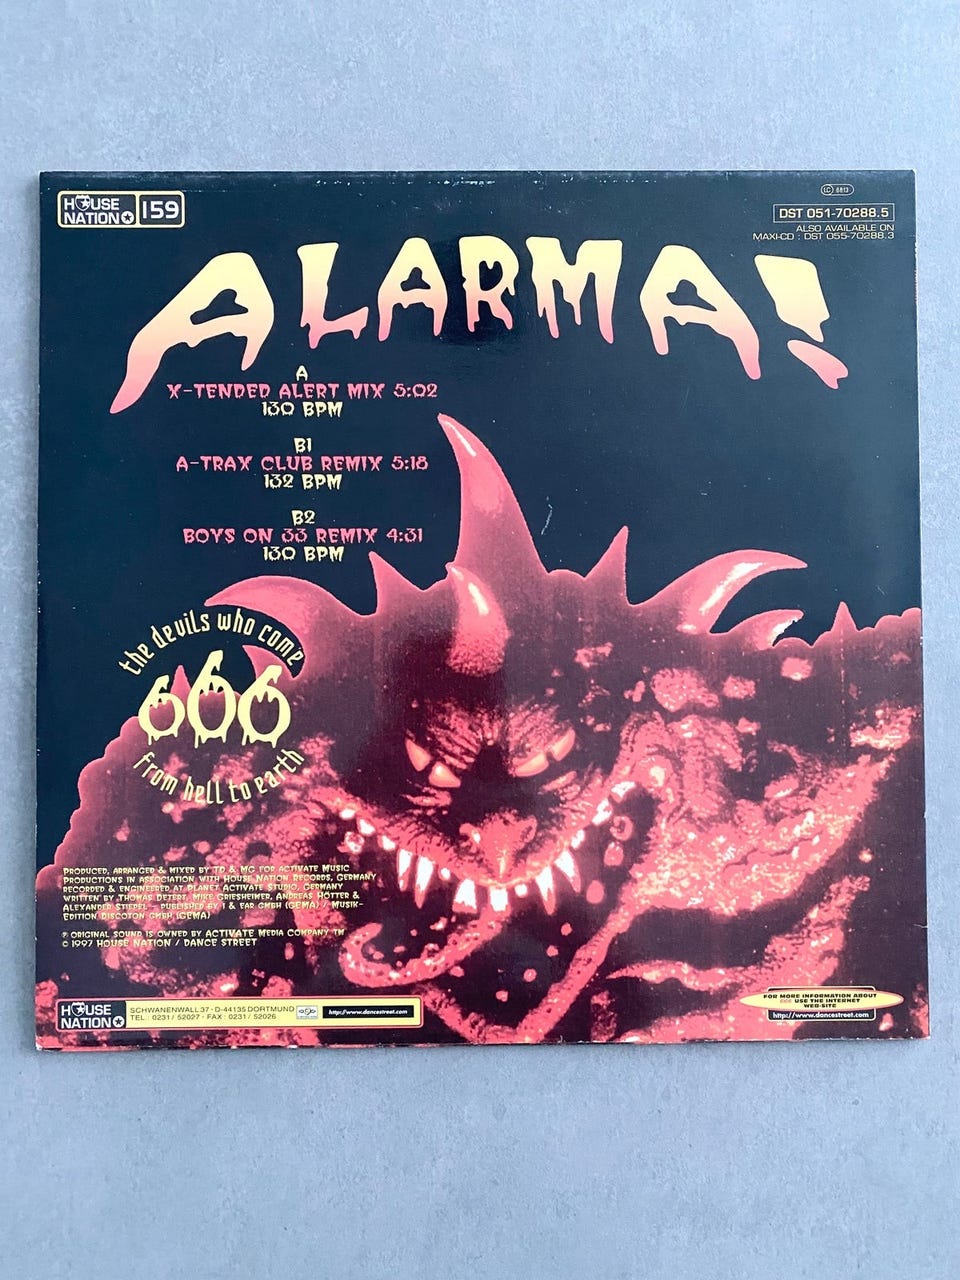 HOUSE
NATION
159
LC 6813
DST 051-70288.5
ALSO AVAILABLE ON
MAXI-CD : DST 055-70288.3
ALARMA!
A
X-TENDED ALERT MIX 5:02
130 BPM
B1
A-TRAX CLUB REMIX 5:18
132 BPM
B2
BOYS ON 33 REMIX 4:31
130 BPM
the devils who come
666
from hell to earth
PRODUCED, ARRANGED & MIXED BY TD & MG FOR ACTIVATE MUSIC
PRODUCTIONS IN ASSOCIATION WITH HOUSE NATION RECORDS, GERMANY
RECORDED & ENGINEERED AT PLANET ACTIVATE STUDIO, GERMANY
WRITTEN BY THOMAS DETERT, MIKE GRIESHEIMER, ANDREAS HÖTTER &
ALEXANDER STIEPEL – PUBLISHED BY 1 & EAR GMBH (GEMA) / MUSIK-
EDITION DISCOTON GMBH (GEMA)
℗ ORIGINAL SOUND IS OWNED BY ACTIVATE MEDIA COMPANY ™
© 1997 HOUSE NATION / DANCE STREET
HOUSE
NATION
SCHWANENWALL 37 · D-44135 DORTMUND
TEL.: 0231 / 52027 · FAX : 0231 / 52026
http://www.dancestreet.com
FOR MORE INFORMATION ABOUT
666 USE THE INTERNET
WEB-SITE
http://www.dancestreet.com